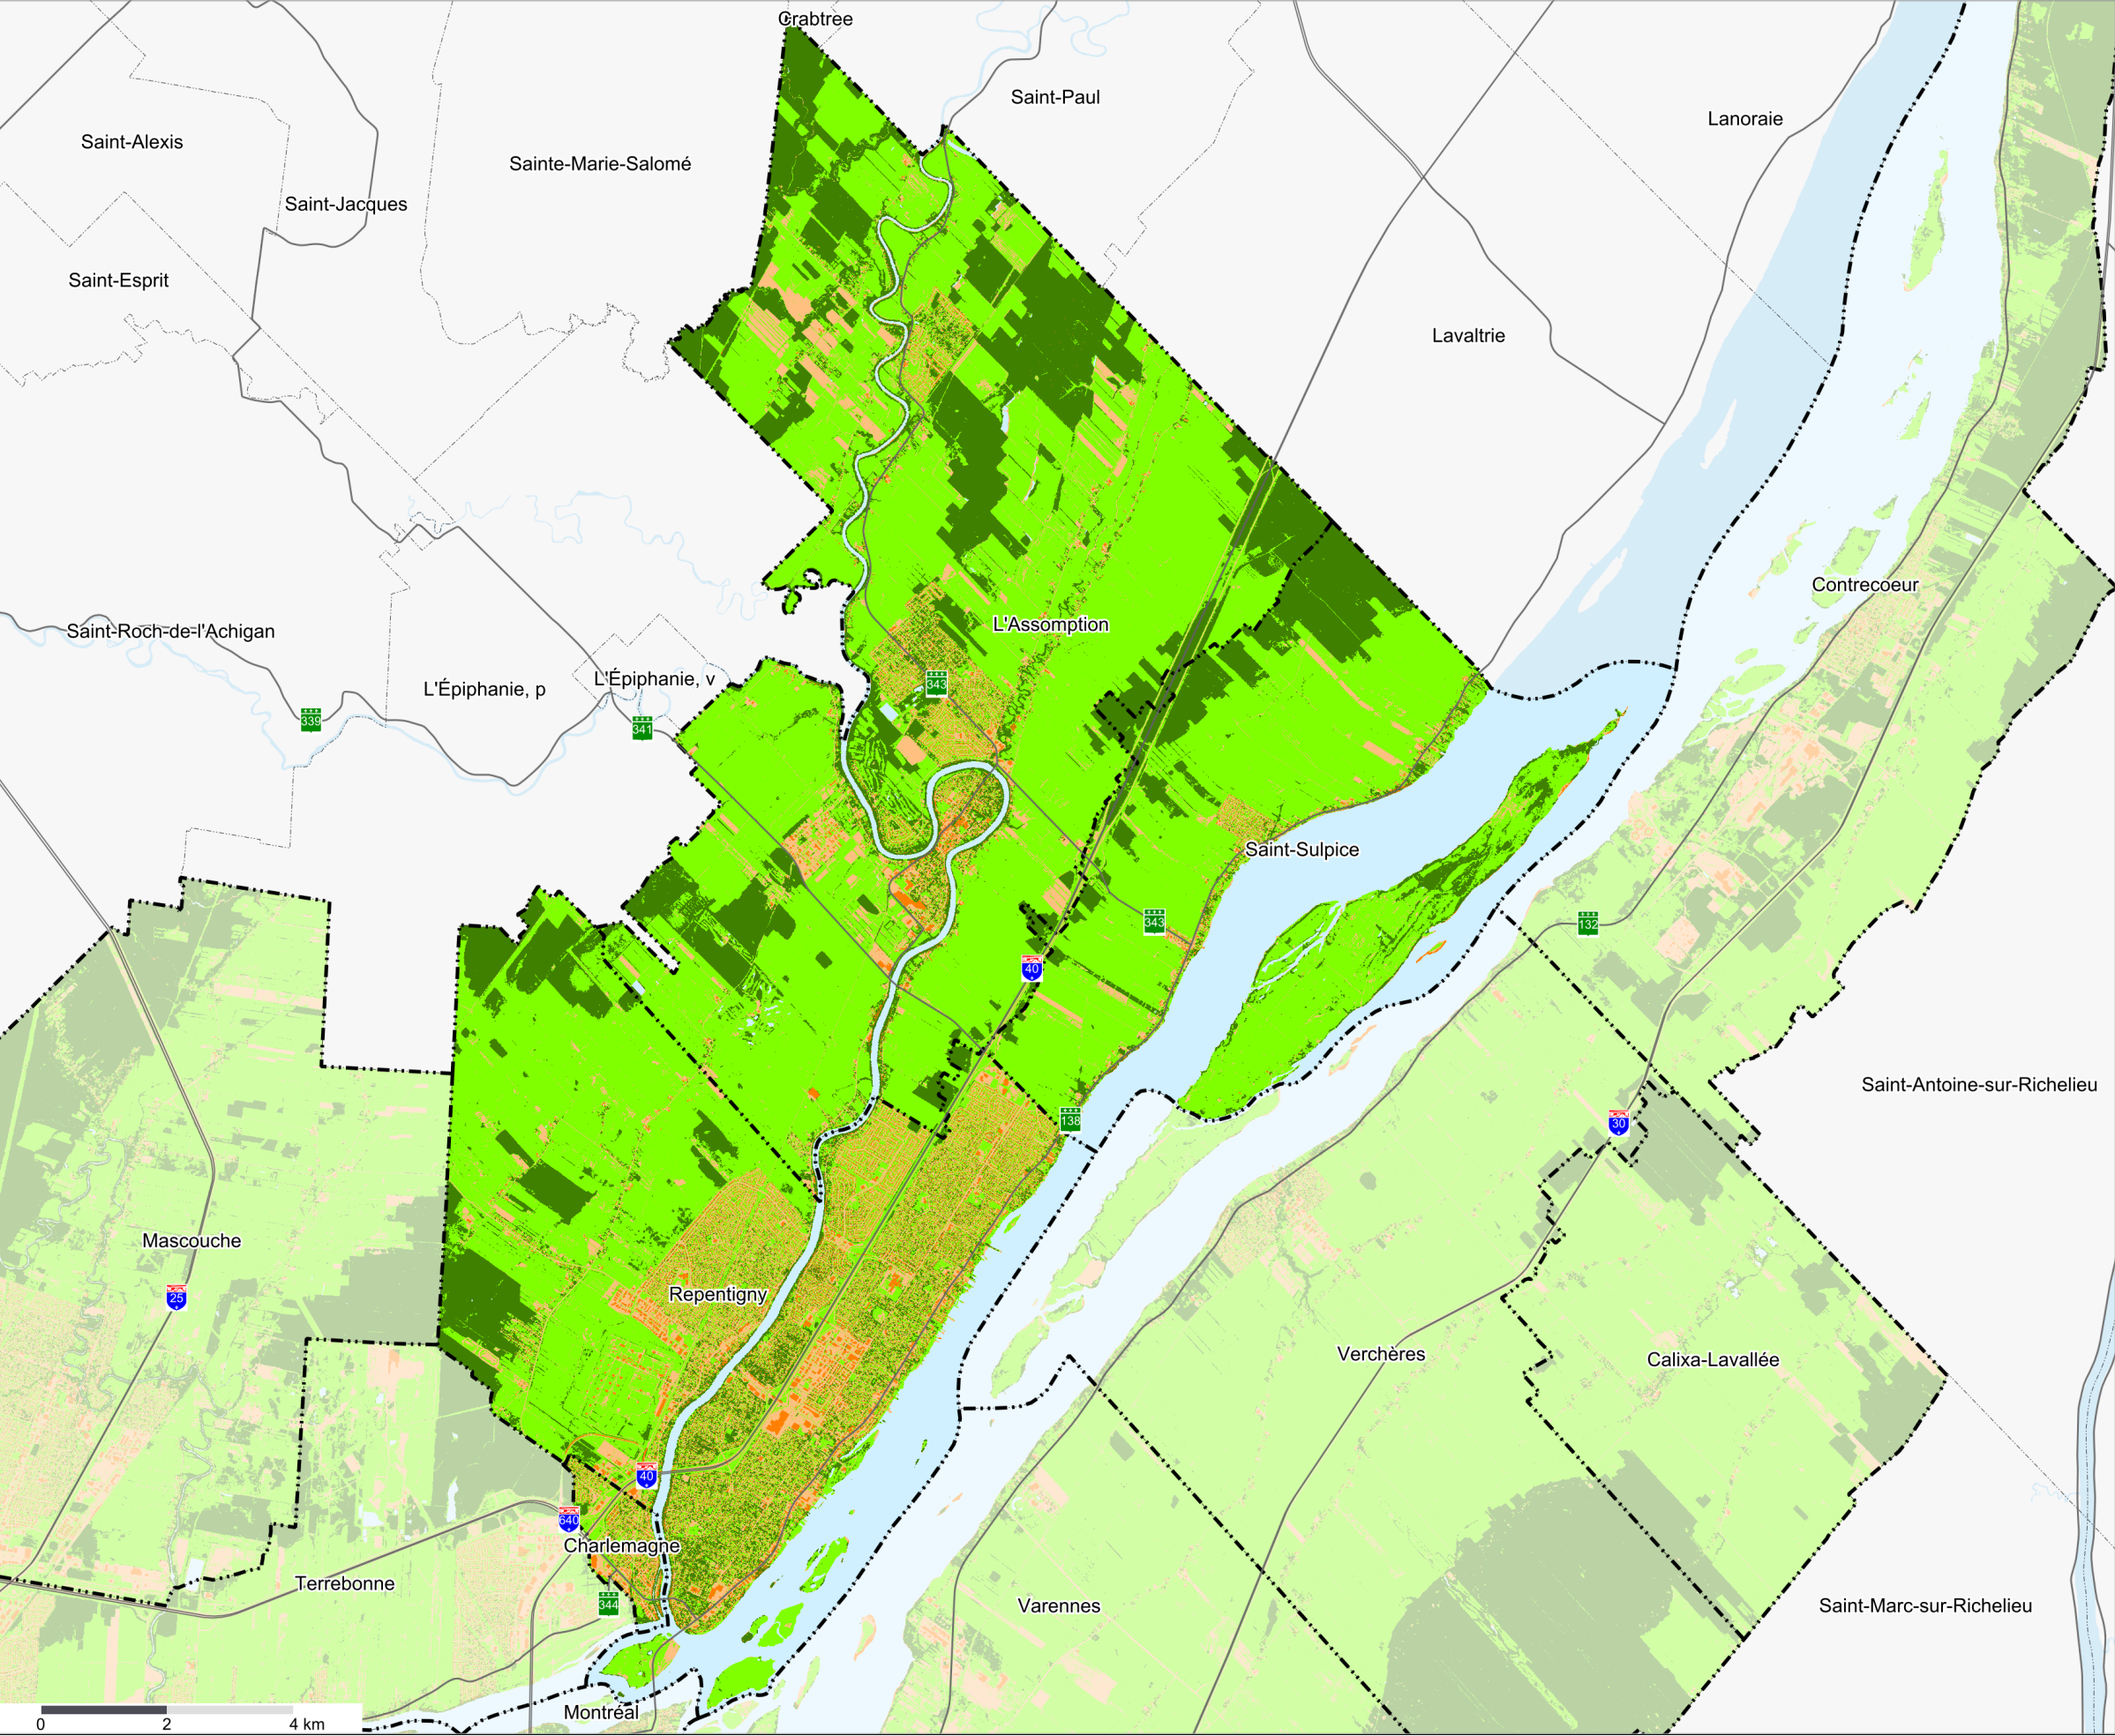 Crabtree
Saint-Paul
Lanoraie
Saint-Alexis
Sainte-Marie-Salomé
Saint-Jacques
Saint-Esprit
Lavaltrie
Contrecoeur
L'Assomption
Saint-Roch-de-l'Achigan
L'Épiphanie, p
L'Épiphanie, v
343
339
341
Saint-Sulpice
343
132
40
Saint-Antoine-sur-Richelieu
138
30
Mascouche
25
Repentigny
Verchères
Calixa-Lavallée
40
640
Charlemagne
Terrebonne
344
Varennes
Saint-Marc-sur-Richelieu
Montréal
0 2 4 km